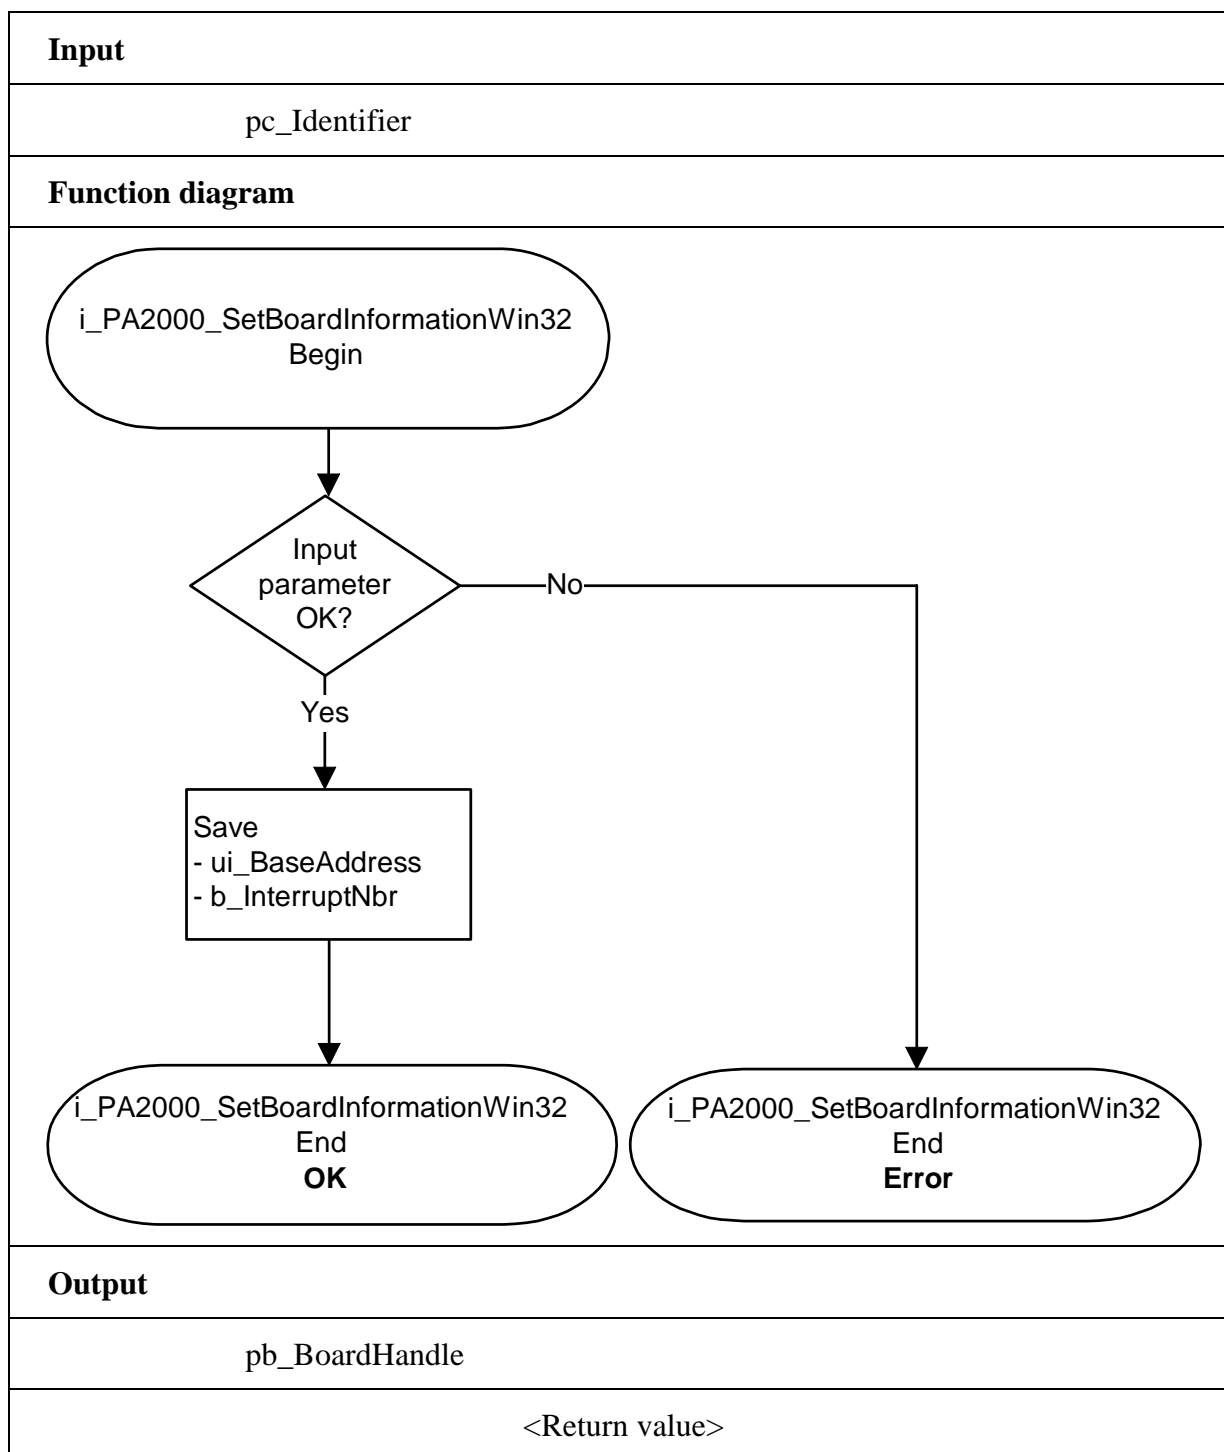 Input
pc_Identifier
Function diagram
i_PA2000_SetBoardInformationWin32
Begin
Input
parameter
OK?
No
Yes
Save
- ui_BaseAddress
- b_InterruptNbr
i_PA2000_SetBoardInformationWin32
End
OK
i_PA2000_SetBoardInformationWin32
End
Error
Output
pb_BoardHandle
<Return value>